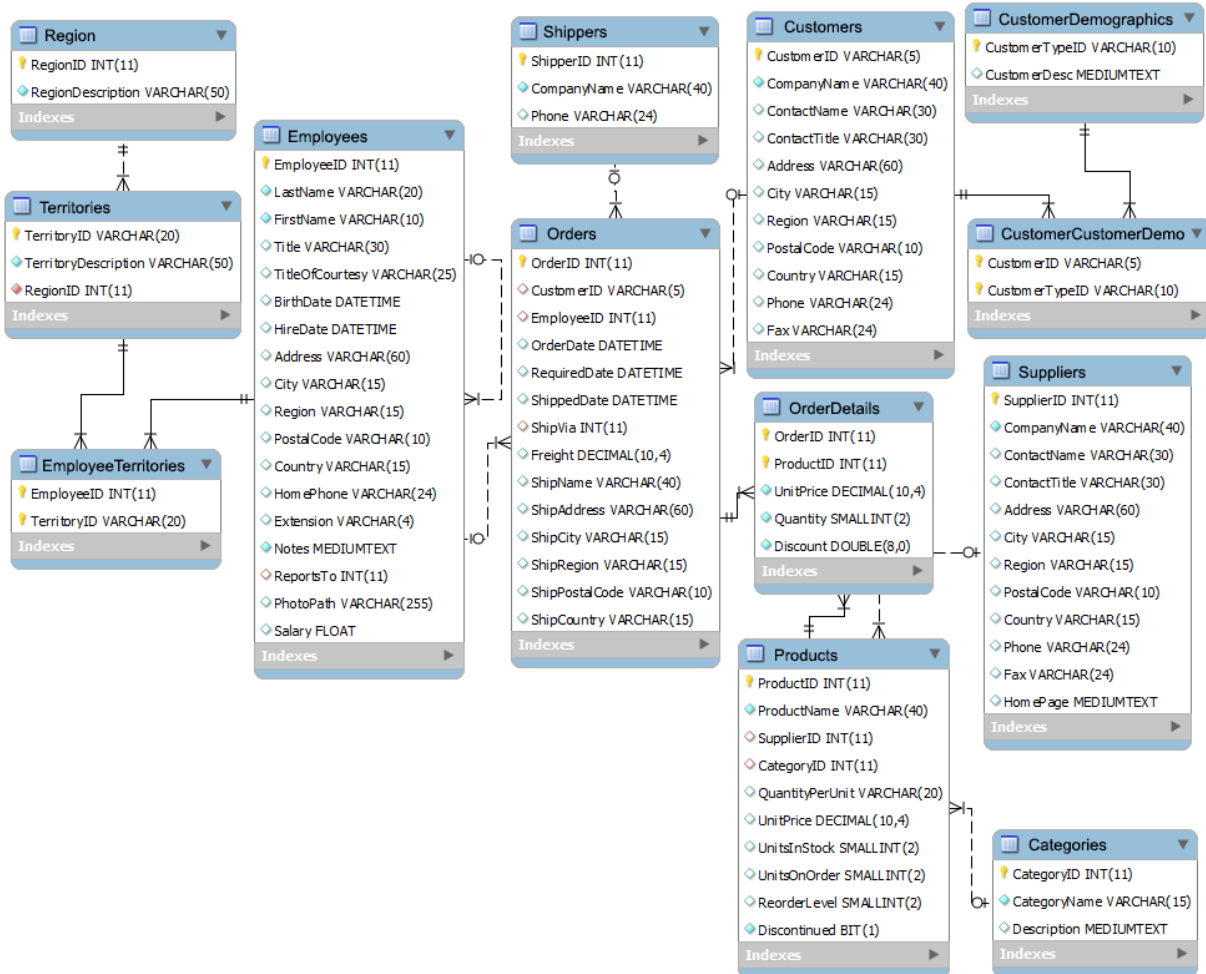 Region
RegionID INT(11)
RegionDescription VARCHAR(50)
Indexes
Territories
TerritoryID VARCHAR(20)
TerritoryDescription VARCHAR(50)
RegionID INT(11)
Indexes
EmployeeTerritories
EmployeeID INT(11)
TerritoryID VARCHAR(20)
Indexes
Employees
EmployeeID INT(11)
LastName VARCHAR(20)
FirstName VARCHAR(10)
Title VARCHAR(30)
TitleOfCourtesy VARCHAR(25)
BirthDate DATETIME
HireDate DATETIME
Address VARCHAR(60)
City VARCHAR(15)
Region VARCHAR(15)
PostalCode VARCHAR(10)
Country VARCHAR(15)
HomePhone VARCHAR(24)
Extension VARCHAR(4)
Notes MEDIUMTEXT
ReportsTo INT(11)
PhotoPath VARCHAR(255)
Salary FLOAT
Indexes
Shippers
ShipperID INT(11)
CompanyName VARCHAR(40)
Phone VARCHAR(24)
Indexes
Orders
OrderID INT(11)
CustomerID VARCHAR(5)
EmployeeID INT(11)
OrderDate DATETIME
RequiredDate DATETIME
ShippedDate DATETIME
ShipVia INT(11)
Freight DECIMAL(10,4)
ShipName VARCHAR(40)
ShipAddress VARCHAR(60)
ShipCity VARCHAR(15)
ShipRegion VARCHAR(15)
ShipPostalCode VARCHAR(10)
ShipCountry VARCHAR(15)
Indexes
Customers
CustomerID VARCHAR(5)
CompanyName VARCHAR(40)
ContactName VARCHAR(30)
ContactTitle VARCHAR(30)
Address VARCHAR(60)
City VARCHAR(15)
Region VARCHAR(15)
PostalCode VARCHAR(10)
Country VARCHAR(15)
Phone VARCHAR(24)
Fax VARCHAR(24)
Indexes
CustomerDemographics
CustomerTypeID VARCHAR(10)
CustomerDesc MEDIUMTEXT
Indexes
CustomerCustomerDemo
CustomerID VARCHAR(5)
CustomerTypeID VARCHAR(10)
Indexes
OrderDetails
OrderID INT(11)
ProductID INT(11)
UnitPrice DECIMAL(10,4)
Quantity SMALLINT(2)
Discount DOUBLE(8,0)
Indexes
Suppliers
SupplierID INT(11)
CompanyName VARCHAR(40)
ContactName VARCHAR(30)
ContactTitle VARCHAR(30)
Address VARCHAR(60)
City VARCHAR(15)
Region VARCHAR(15)
PostalCode VARCHAR(10)
Country VARCHAR(15)
Phone VARCHAR(24)
Fax VARCHAR(24)
HomePage MEDIUMTEXT
Indexes
Products
ProductID INT(11)
ProductName VARCHAR(40)
SupplierID INT(11)
CategoryID INT(11)
QuantityPerUnit VARCHAR(20)
UnitPrice DECIMAL(10,4)
UnitsInStock SMALLINT(2)
UnitsOnOrder SMALLINT(2)
ReorderLevel SMALLINT(2)
Discontinued BIT(1)
Indexes
Categories
CategoryID INT(11)
CategoryName VARCHAR(15)
Description MEDIUMTEXT
Indexes